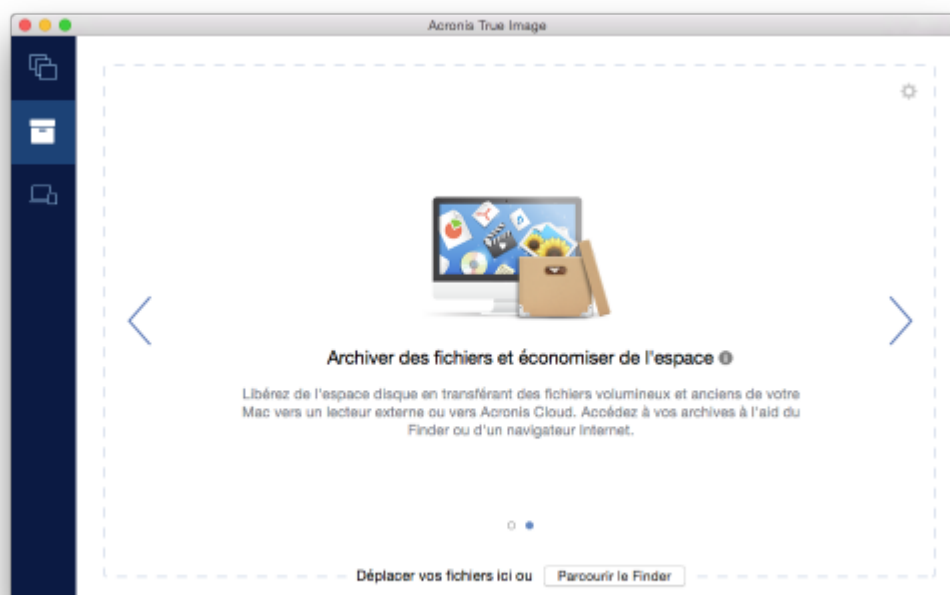 Acronis True Image
Archiver des fichiers et économiser de l'espace
Libérez de l'espace disque en transférant des fichiers volumineux et anciens de votre
Mac vers un lecteur externe ou vers Acronis Cloud. Accédez à vos archives à l'aid du
Finder ou d'un navigateur Internet.
Déplacer vos fichiers ici ou Parcourir le Finder